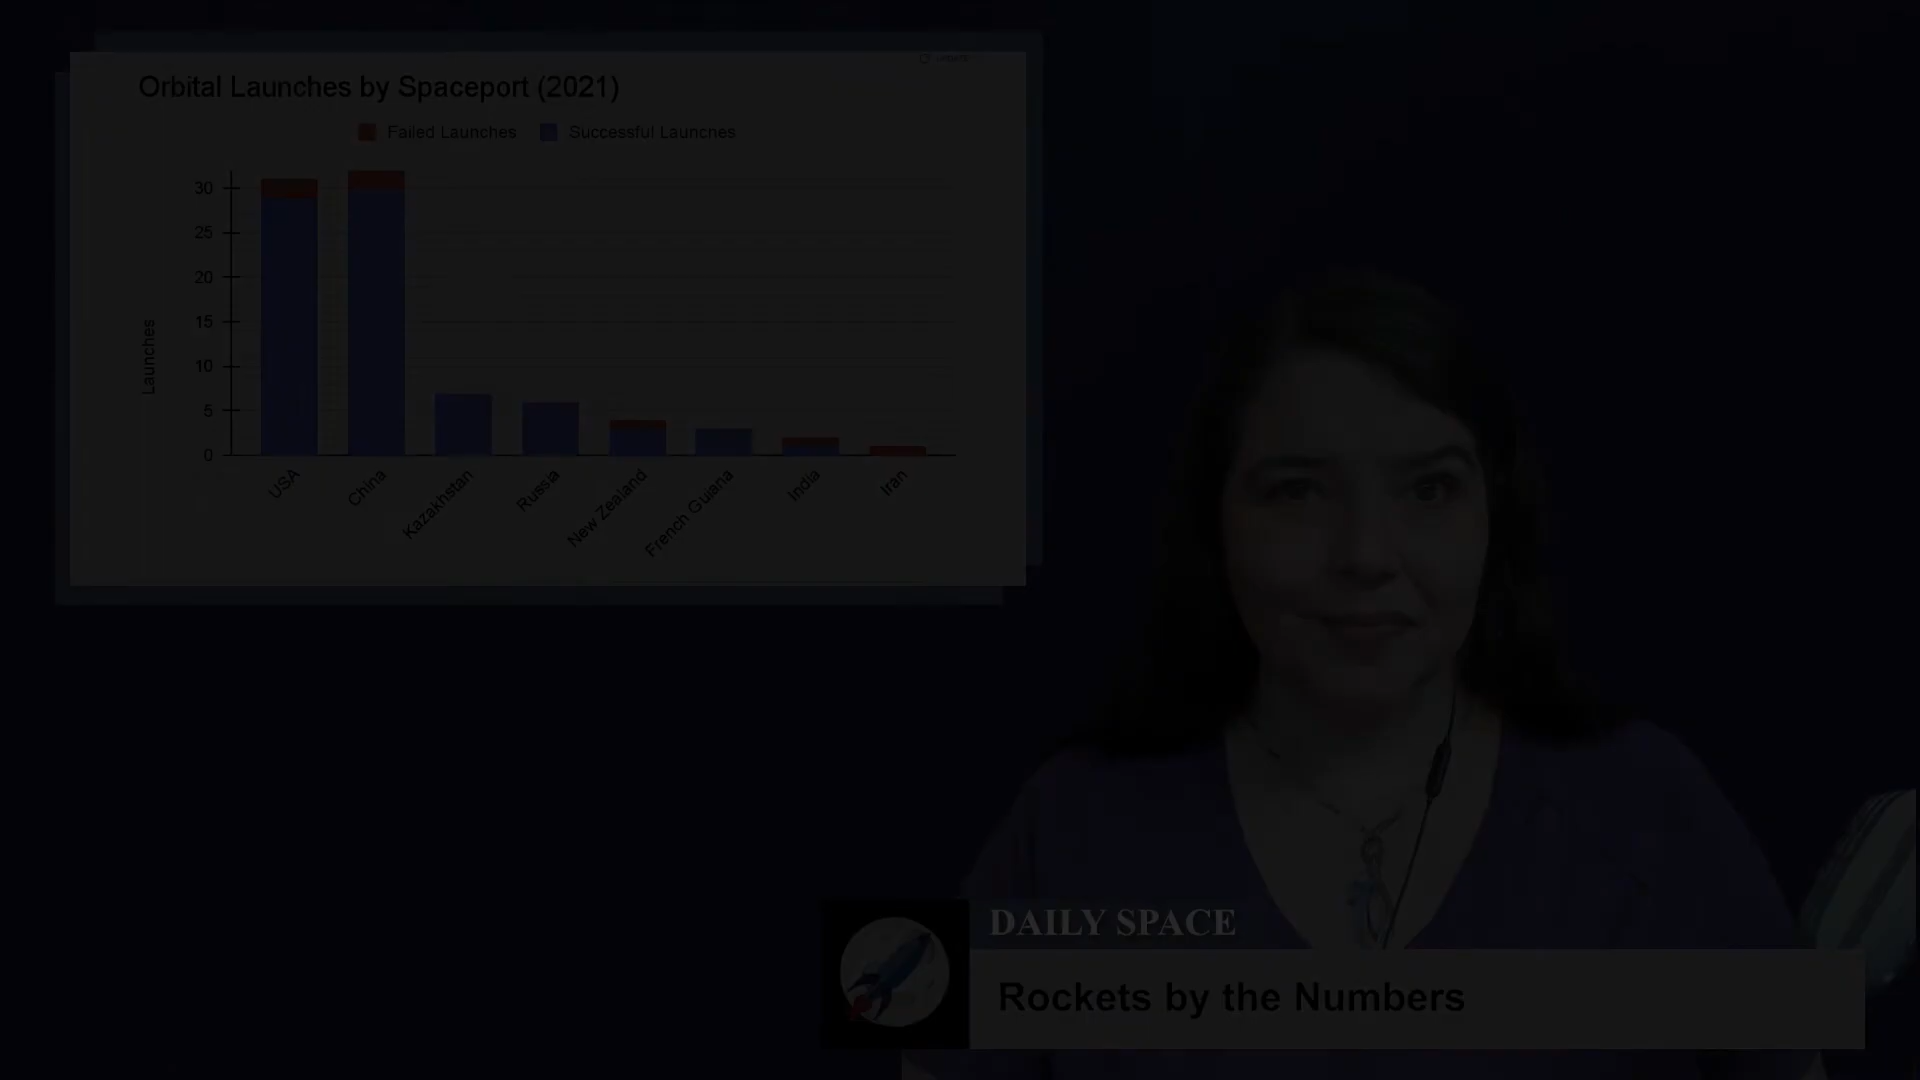 Orbital Launches by Spaceport (2021)
Failed Launches
Successful Launches
30
25
20
15
10
5
0
Launches
USA
China
Kazakhstan
Russia
New Zealand
French Guiana
India
Iran
DAILY SPACE
Rockets by the Numbers